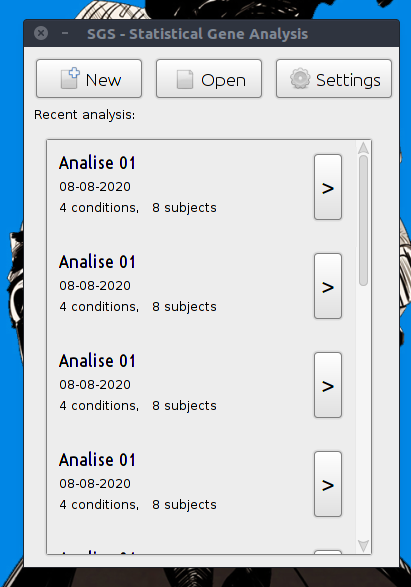 SGS - Statistical Gene Analysis
New Open Settings
Recent analysis:
Analise 01
08-08-2020
4 conditions, 8 subjects
>
Analise 01
08-08-2020
4 conditions, 8 subjects
>
Analise 01
08-08-2020
4 conditions, 8 subjects
>
Analise 01
08-08-2020
4 conditions, 8 subjects
>